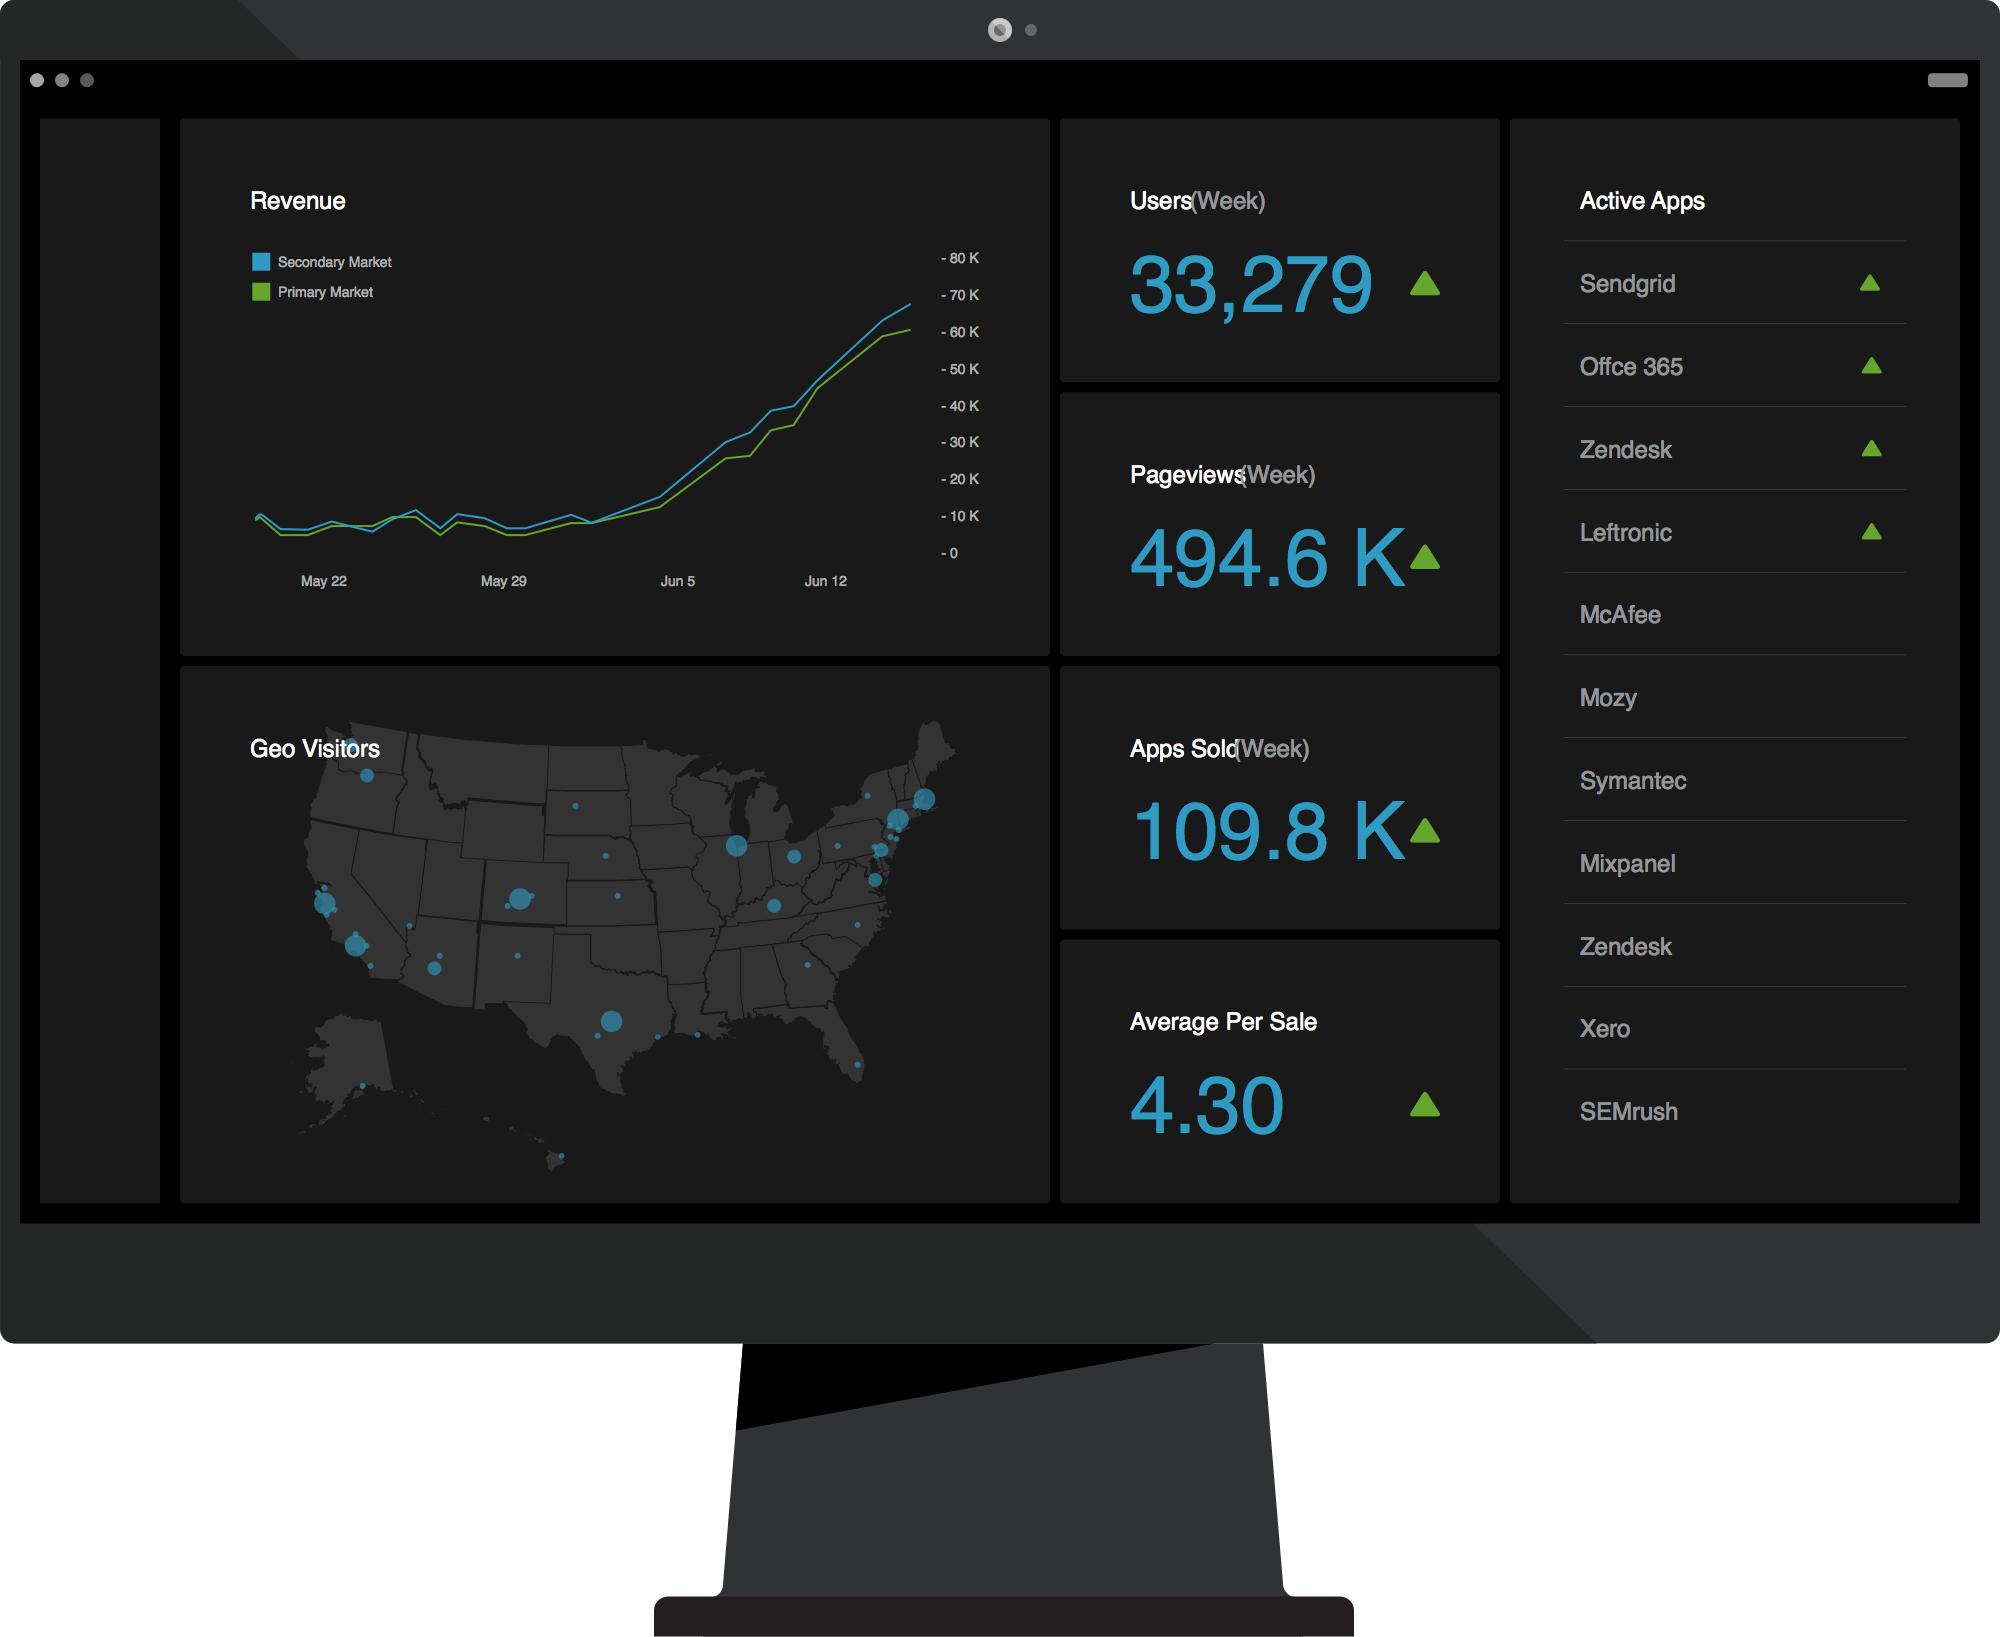 Revenue
Secondary Market
Primary Market
- 80 K
- 70 K
- 60 K
- 50 K
- 40 K
- 30 K
- 20 K
- 10 K
- 0
May 22 May 29 Jun 5 Jun 12
Geo Visitors
Users(Week)
33,279
Pageviews(Week)
494.6 K
Apps Sold(Week)
109.8 K
Average Per Sale
4.30
Active Apps
Sendgrid
Offce 365
Zendesk
Leftronic
McAfee
Mozy
Symantec
Mixpanel
Zendesk
Xero
SEMrush